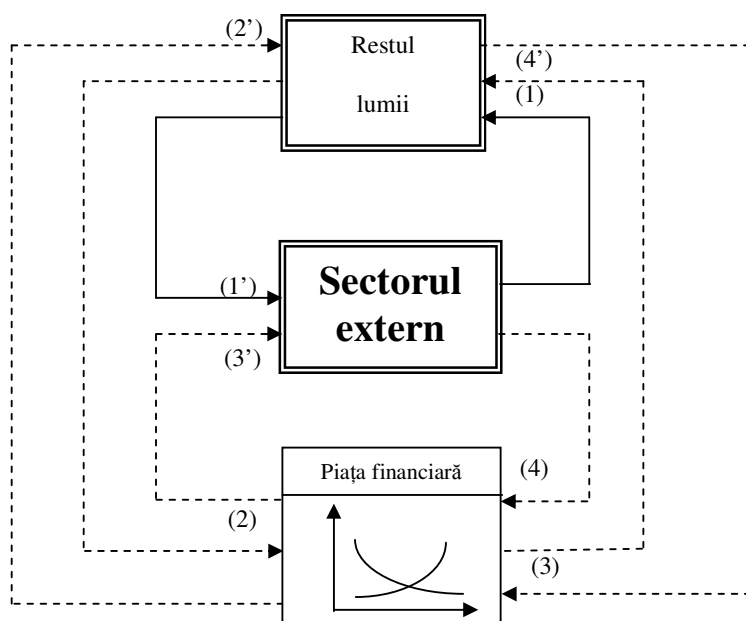 (2’)
Restul
lumii
(4’)
(1)
(1’)
Sectorul
extern
(3’)
Piața financiară
(4)
(2)
(3)